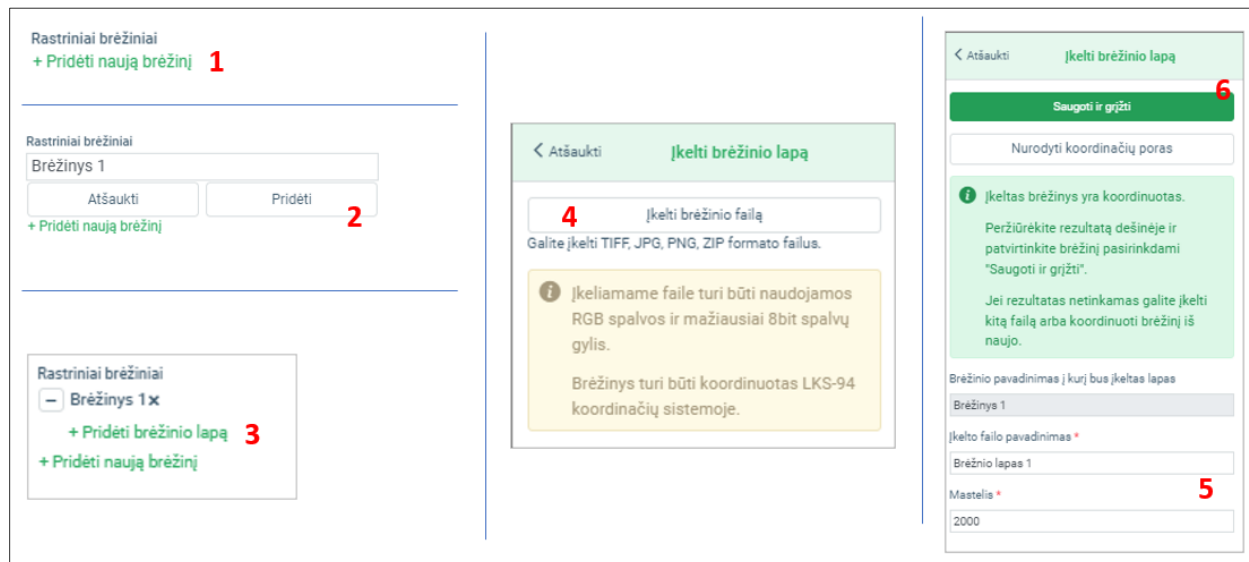 Rastriniai brėžiniai
+ Pridėti naują brėžinį 1
Rastriniai brėžiniai
Brėžinys 1
Atšaukti Pridėti
2
+ Pridėti naują brėžinį
Rastriniai brėžiniai
− Brėžinys 1 x
+ Pridėti brėžinio lapą 3
+ Pridėti naują brėžinį
< Atšaukti Įkelti brėžinio lapą
4 Įkelti brėžinio failą
Galite įkelti TIFF, JPG, PNG, ZIP formato failus.
i Įkeliamame faile turi būti naudojamos
RGB spalvos ir mažiausiai 8bit spalvų
gylis.
Brėžinys turi būti koordinuotas LKS-94
koordinačių sistemoje.
< Atšaukti Įkelti brėžinio lapą
6
Saugoti ir grįžti
Nurodyti koordinačių poras
i Įkeltas brėžinys yra koordinuotas.
Peržiūrėkite rezultatą dešinėje ir
patvirtinkite brėžinį pasirinkdami
"Saugoti ir grįžti".
Jei rezultatas netinkamas galite įkelti
kitą failą arba koordinuoti brėžinį iš
naujo.
Brėžinio pavadinimas į kurį bus įkeltas lapas
Brėžinys 1
Įkelto failo pavadinimas *
Brėžnio lapas 1
Mastelis * 5
2000